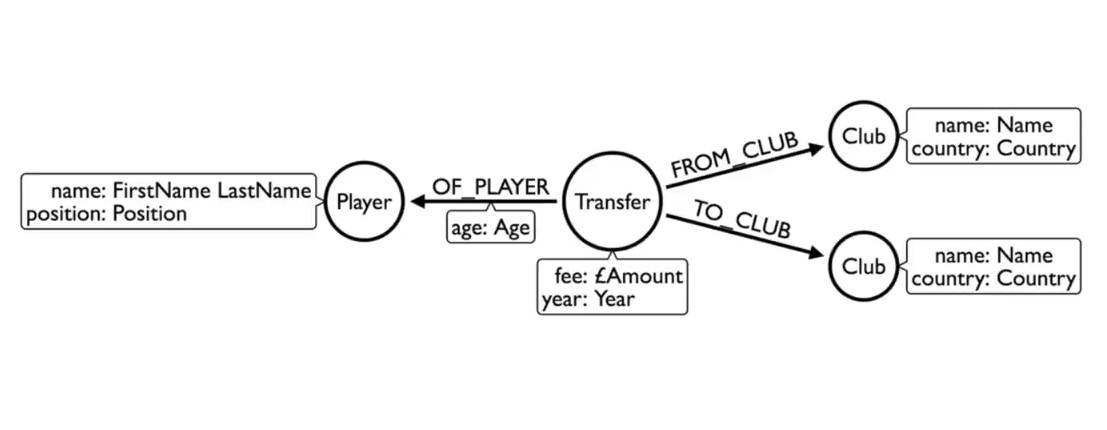 name: FirstName LastName
position: Position
Player
OF_PLAYER
age: Age
Transfer
fee: £Amount
year: Year
FROM_CLUB
TO_CLUB
Club
name: Name
country: Country
Club
name: Name
country: Country